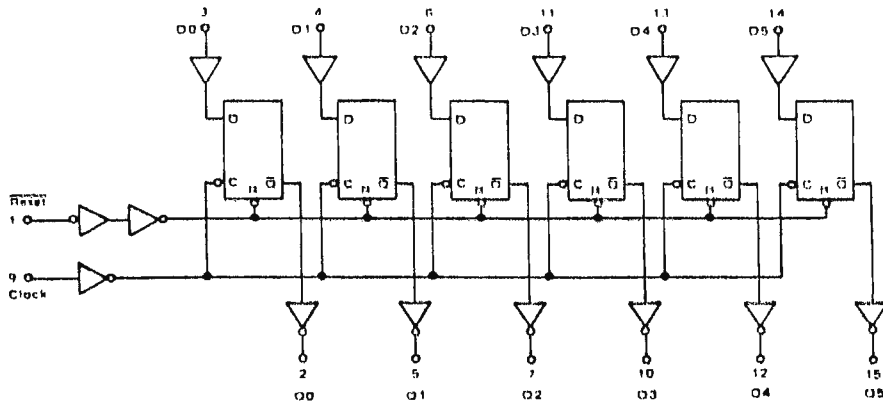 3 4 6 11 13 14
D0 D1 D2 D3 D4 D5
D D D D D D
C R Q̅ C R Q̅ C R Q̅ C R Q̅ C R Q̅ C R Q̅
Reset
1
9
Clock
2 5 7 10 12 15
Q0 Q1 Q2 Q3 Q4 Q5